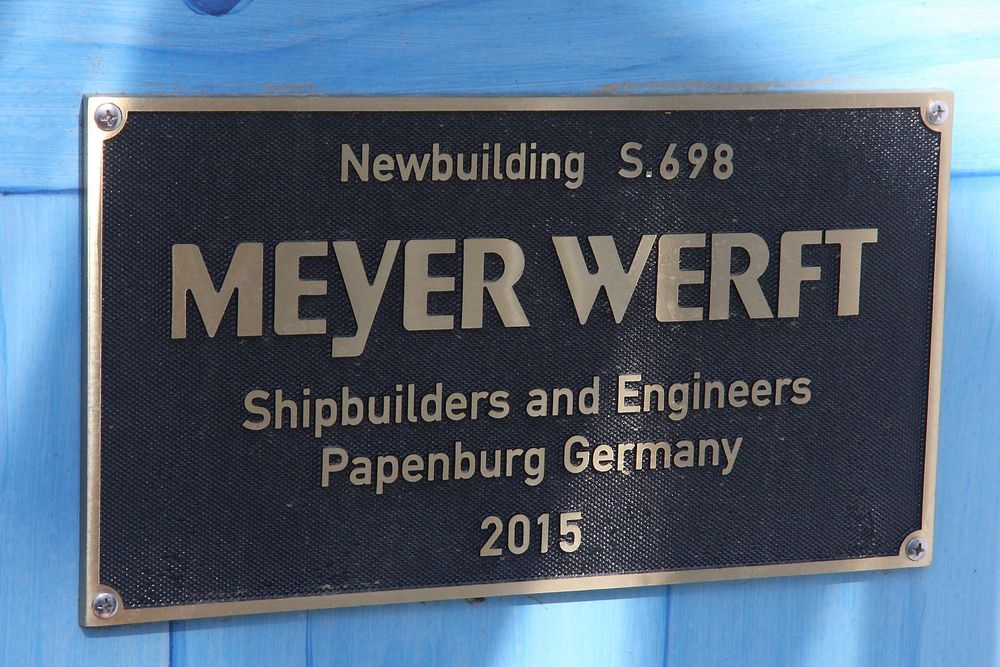 Newbuilding S.698
MEYER WERFT
Shipbuilders and Engineers
Papenburg Germany
2015